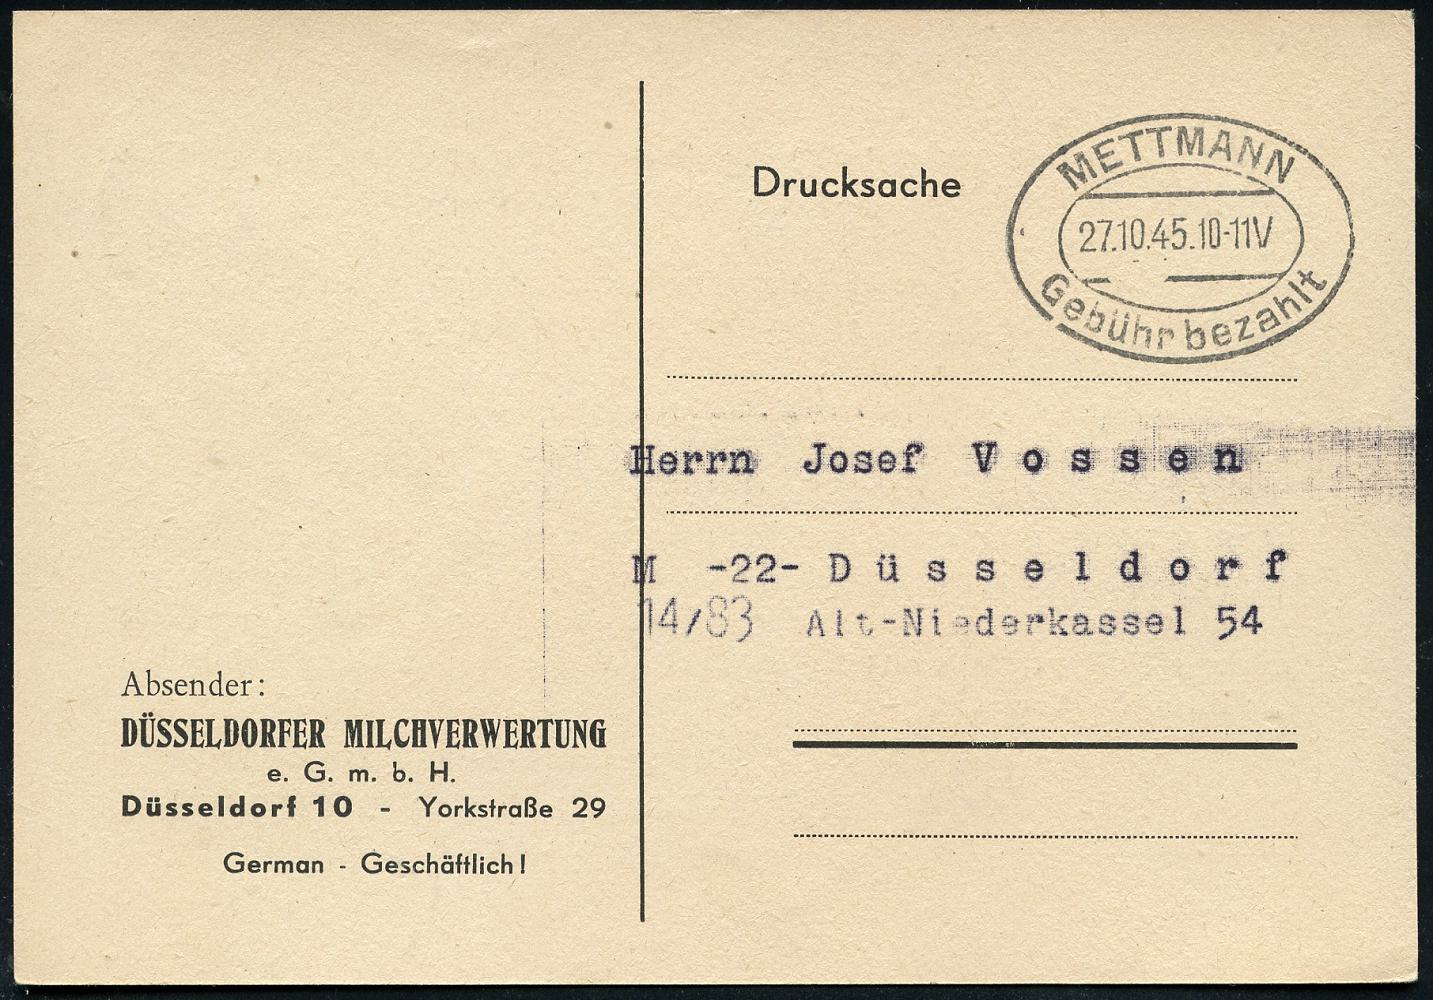 Drucksache
METTMANN
27.10.45.10-11V
Gebühr bezahlt
Herrn Josef Vossen
M -22- Düsseldorf
14/83 Alt-Niederkassel 54
Absender:
DÜSSELDORFER MILCHVERWERTUNG
e. G. m. b. H.
Düsseldorf 10 - Yorkstraße 29
German - Geschäftlich!